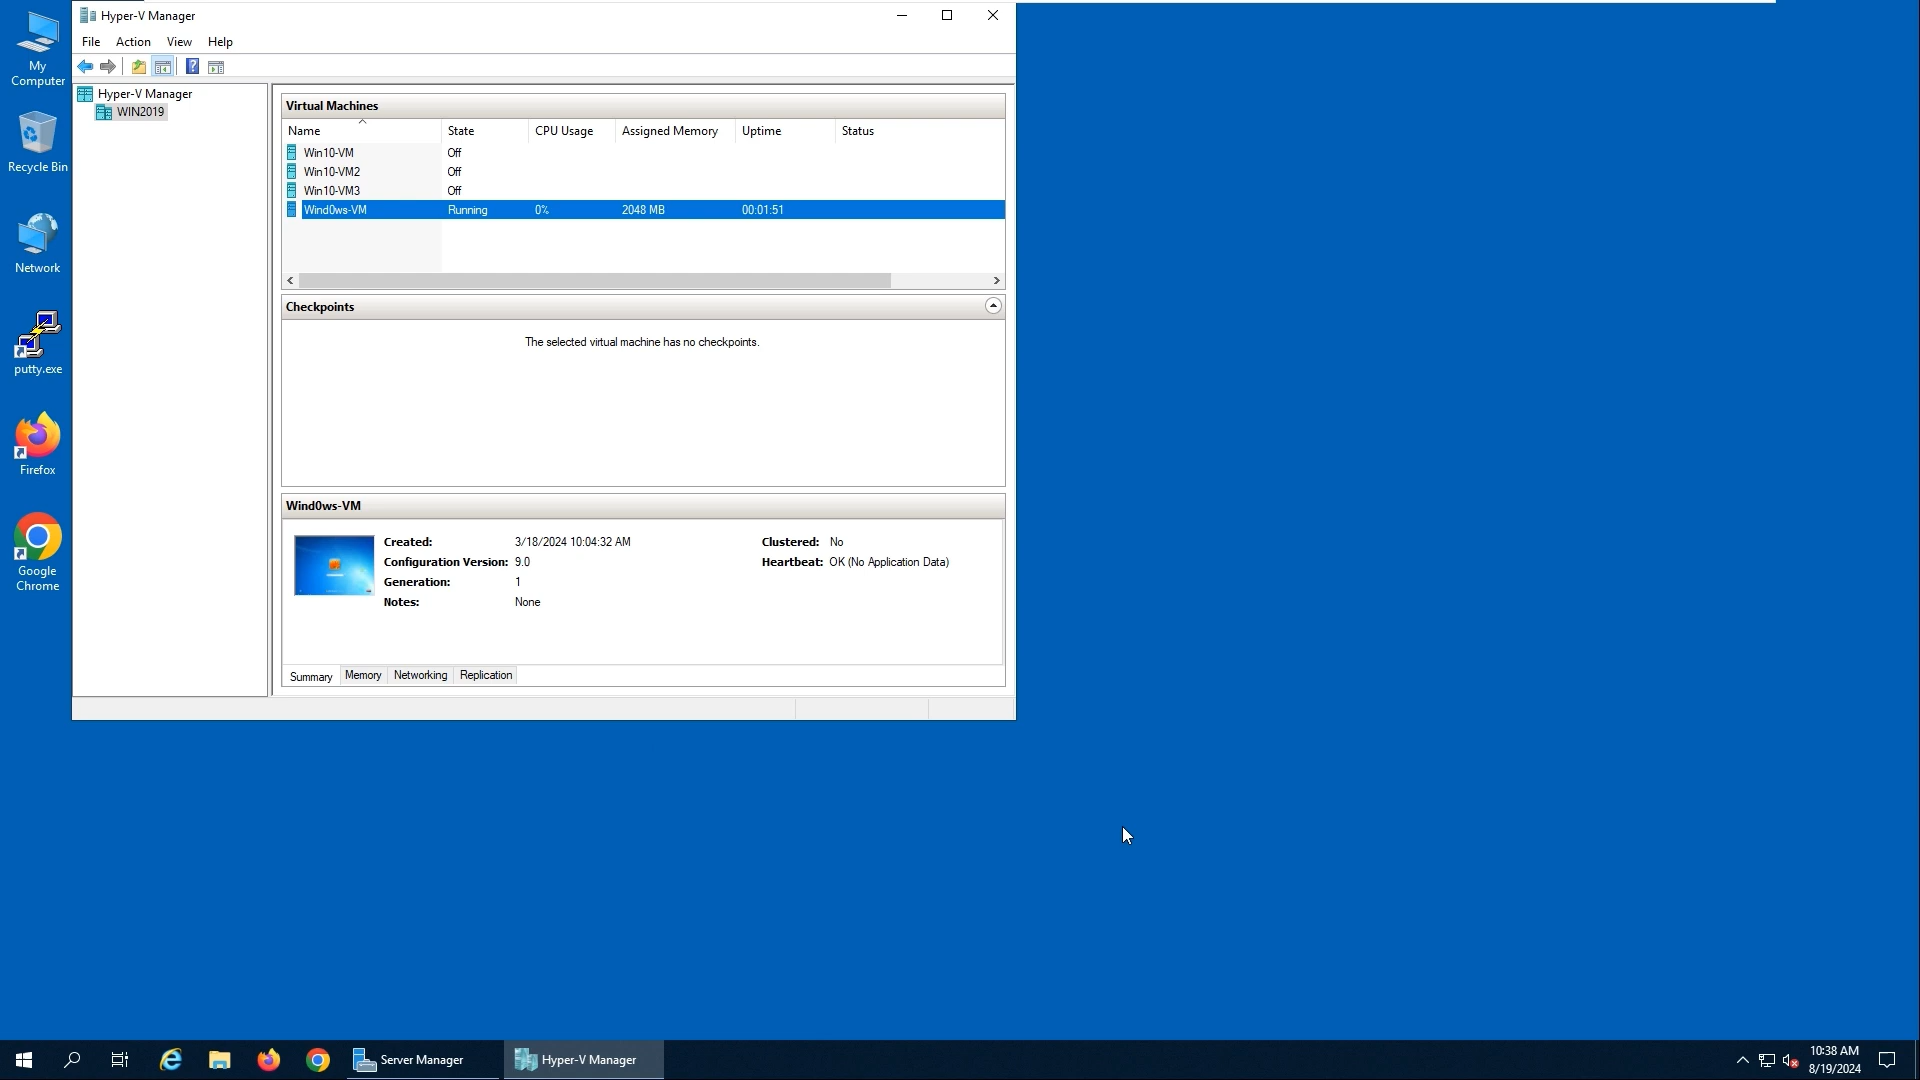 Hyper-V Manager
File Action View Help
My Computer
Recycle Bin
Network
putty.exe
Firefox
Google Chrome
Hyper-V Manager
WIN2019
Virtual Machines
Name State CPU Usage Assigned Memory Uptime Status
Win10-VM Off
Win10-VM2 Off
Win10-VM3 Off
Wind0ws-VM Running 0% 2048 MB 00:01:51
Checkpoints
The selected virtual machine has no checkpoints.
Wind0ws-VM
Created: 3/18/2024 10:04:32 AM Clustered: No
Configuration Version: 9.0 Heartbeat: OK (No Application Data)
Generation: 1
Notes: None
Summary Memory Networking Replication
Server Manager Hyper-V Manager
10:38 AM
8/19/2024